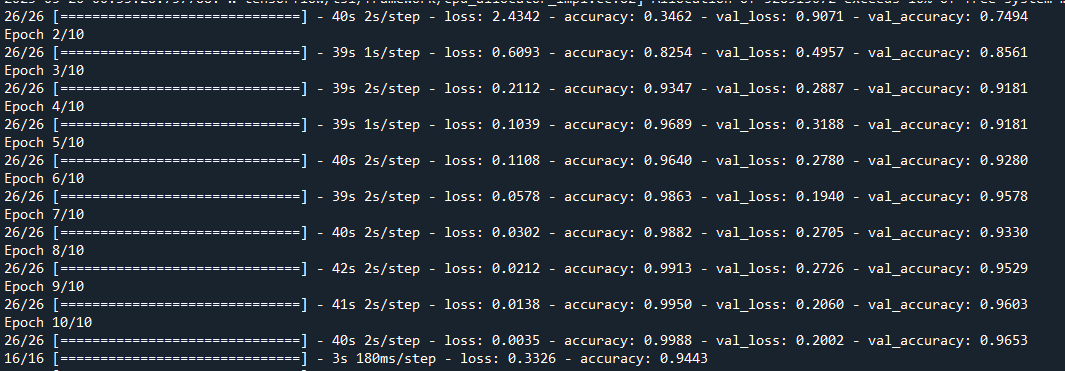 26/26 [==============================] - 40s 2s/step - loss: 2.4342 - accuracy: 0.3462 - val_loss: 0.9071 - val_accuracy: 0.7494
Epoch 2/10
26/26 [==============================] - 39s 1s/step - loss: 0.6093 - accuracy: 0.8254 - val_loss: 0.4957 - val_accuracy: 0.8561
Epoch 3/10
26/26 [==============================] - 39s 2s/step - loss: 0.2112 - accuracy: 0.9347 - val_loss: 0.2887 - val_accuracy: 0.9181
Epoch 4/10
26/26 [==============================] - 39s 1s/step - loss: 0.1039 - accuracy: 0.9689 - val_loss: 0.3188 - val_accuracy: 0.9181
Epoch 5/10
26/26 [==============================] - 40s 2s/step - loss: 0.1108 - accuracy: 0.9640 - val_loss: 0.2780 - val_accuracy: 0.9280
Epoch 6/10
26/26 [==============================] - 39s 2s/step - loss: 0.0578 - accuracy: 0.9863 - val_loss: 0.1940 - val_accuracy: 0.9578
Epoch 7/10
26/26 [==============================] - 40s 2s/step - loss: 0.0302 - accuracy: 0.9882 - val_loss: 0.2705 - val_accuracy: 0.9330
Epoch 8/10
26/26 [==============================] - 42s 2s/step - loss: 0.0212 - accuracy: 0.9913 - val_loss: 0.2726 - val_accuracy: 0.9529
Epoch 9/10
26/26 [==============================] - 41s 2s/step - loss: 0.0138 - accuracy: 0.9950 - val_loss: 0.2060 - val_accuracy: 0.9603
Epoch 10/10
26/26 [==============================] - 40s 2s/step - loss: 0.0035 - accuracy: 0.9988 - val_loss: 0.2002 - val_accuracy: 0.9653
16/16 [==============================] - 3s 180ms/step - loss: 0.3326 - accuracy: 0.9443